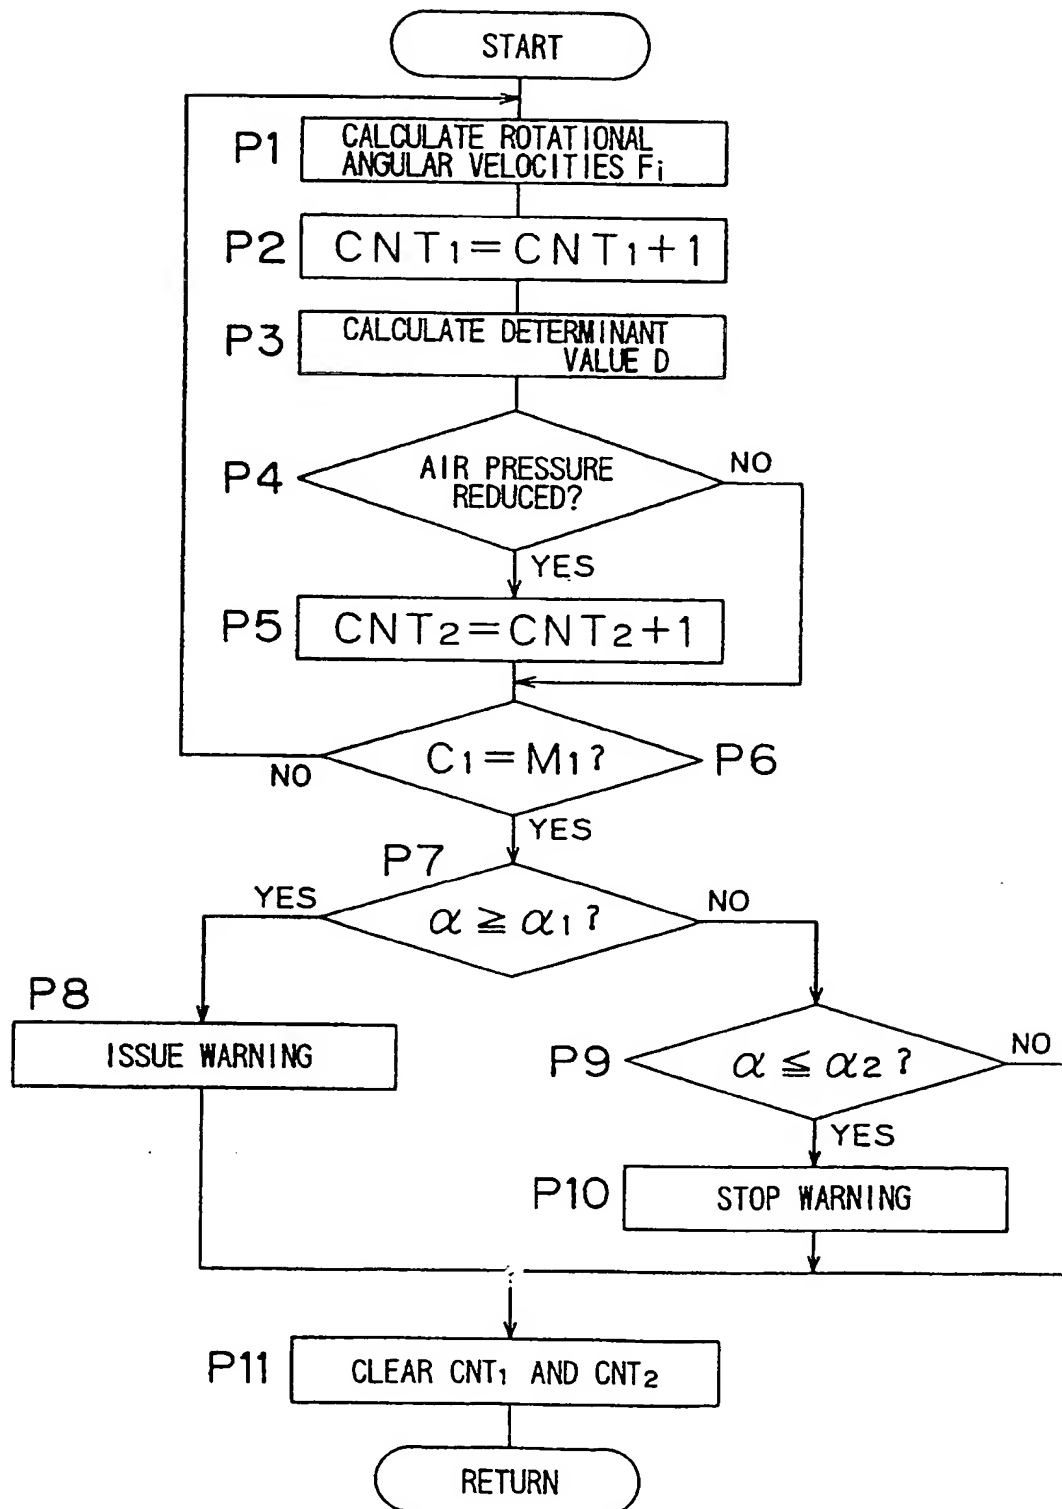 START
P1
CALCULATE ROTATIONAL
ANGULAR VELOCITIES Fi
P2
CNT1=CNT1+1
P3
CALCULATE DETERMINANT
VALUE D
P4
AIR PRESSURE
REDUCED?
NO
YES
P5
CNT2=CNT2+1
C1=M1?
P6
NO
YES
P7
YES
α≧α1?
NO
P8
ISSUE WARNING
P9
α≦α2?
NO
YES
P10
STOP WARNING
P11
CLEAR CNT1 AND CNT2
RETURN